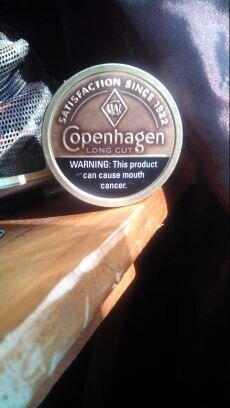 SATISFACTION SINCE 1822
Copenhagen
LONG CUT
WARNING: This product
can cause mouth
cancer.